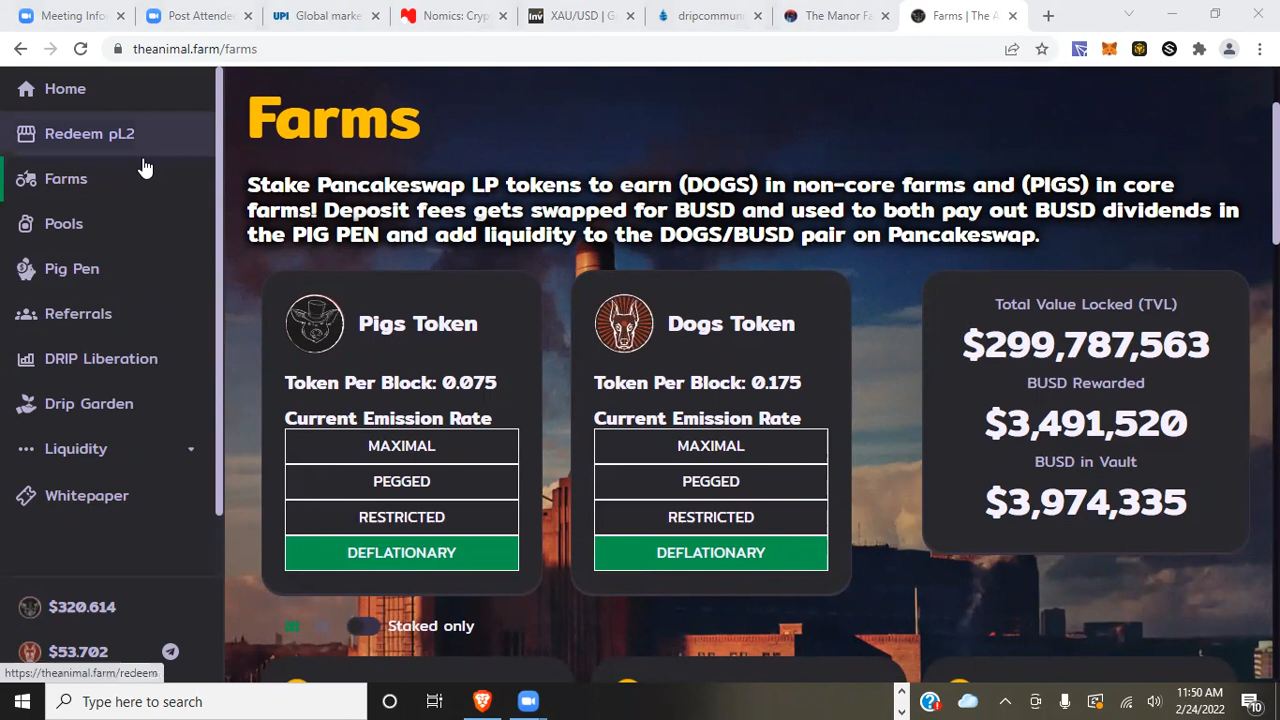 Meeting Info
Post Attende
UPI Global marke
Nomics: Cryp
Inv XAU/USD | G
dripcommun
The Manor Fa
Farms | The A
theanimal.farm/farms
Home
Redeem pL2
Farms
Pools
Pig Pen
Referrals
DRIP Liberation
Drip Garden
Liquidity
Whitepaper
$320.614
$53.702
https://theanimal.farm/redeem
Farms
Stake Pancakeswap LP tokens to earn (DOGS) in non-core farms and (PIGS) in core
farms! Deposit fees gets swapped for BUSD and used to both pay out BUSD dividends in
the PIG PEN and add liquidity to the DOGS/BUSD pair on Pancakeswap.
Pigs Token
Token Per Block: 0.075
Current Emission Rate
MAXIMAL
PEGGED
RESTRICTED
DEFLATIONARY
Dogs Token
Token Per Block: 0.175
Current Emission Rate
MAXIMAL
PEGGED
RESTRICTED
DEFLATIONARY
Total Value Locked (TVL)
$299,787,563
BUSD Rewarded
$3,491,520
BUSD in Vault
$3,974,335
Staked only
Type here to search
11:50 AM
2/24/2022
10